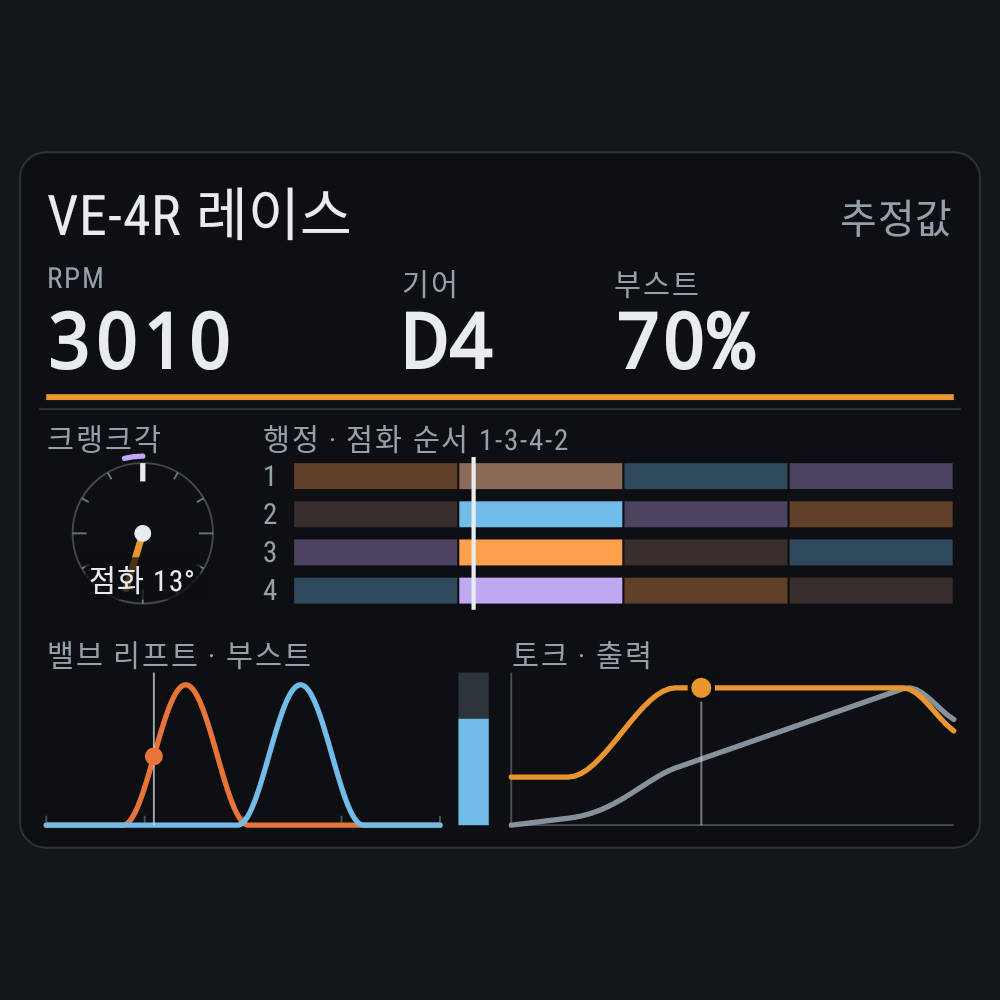 VE-4R 레이스
추정값
RPM
기어
부스트
3010
D4
70%
크랭크각
행정 · 점화 순서 1-3-4-2
1
2
3
4
점화 13°
밸브 리프트 · 부스트
토크 · 출력